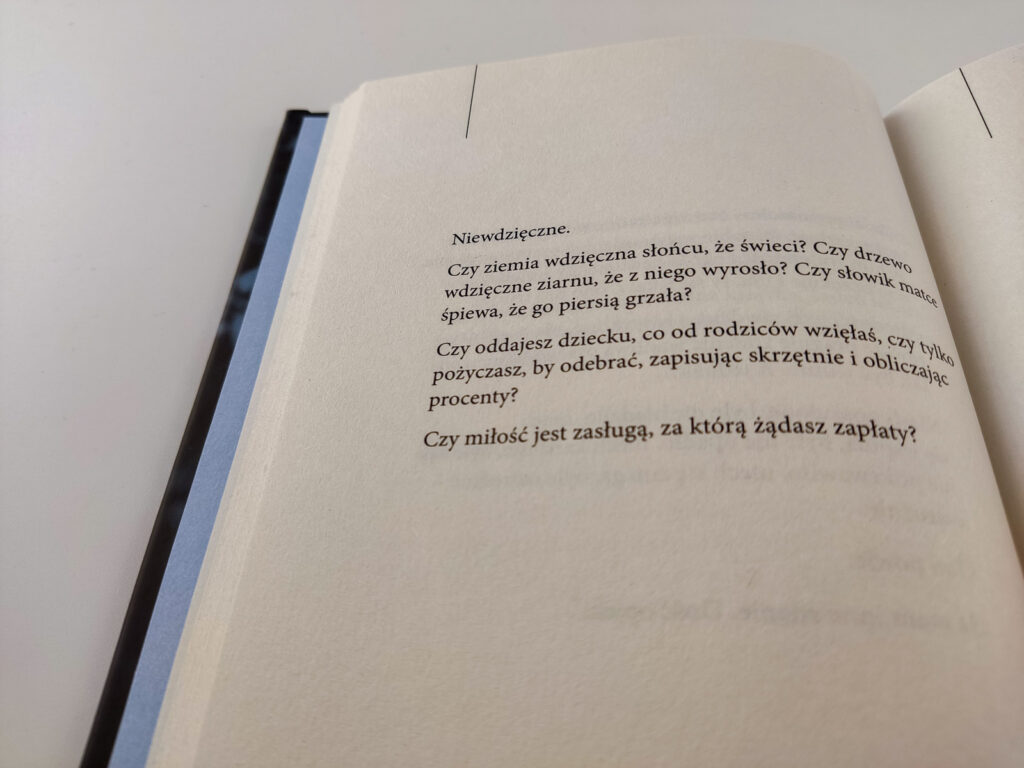 Niewdzięczne.
Czy ziemia wdzięczna słońcu, że świeci? Czy drzewo
wdzięczne ziarnu, że z niego wyrosło? Czy słowik matce
śpiewa, że go piersią grzała?
Czy oddajesz dziecku, co od rodziców wzięłaś, czy tylko
pożyczasz, by odebrać, zapisując skrzętnie i obliczając
procenty?
Czy miłość jest zasługą, za którą żądasz zapłaty?